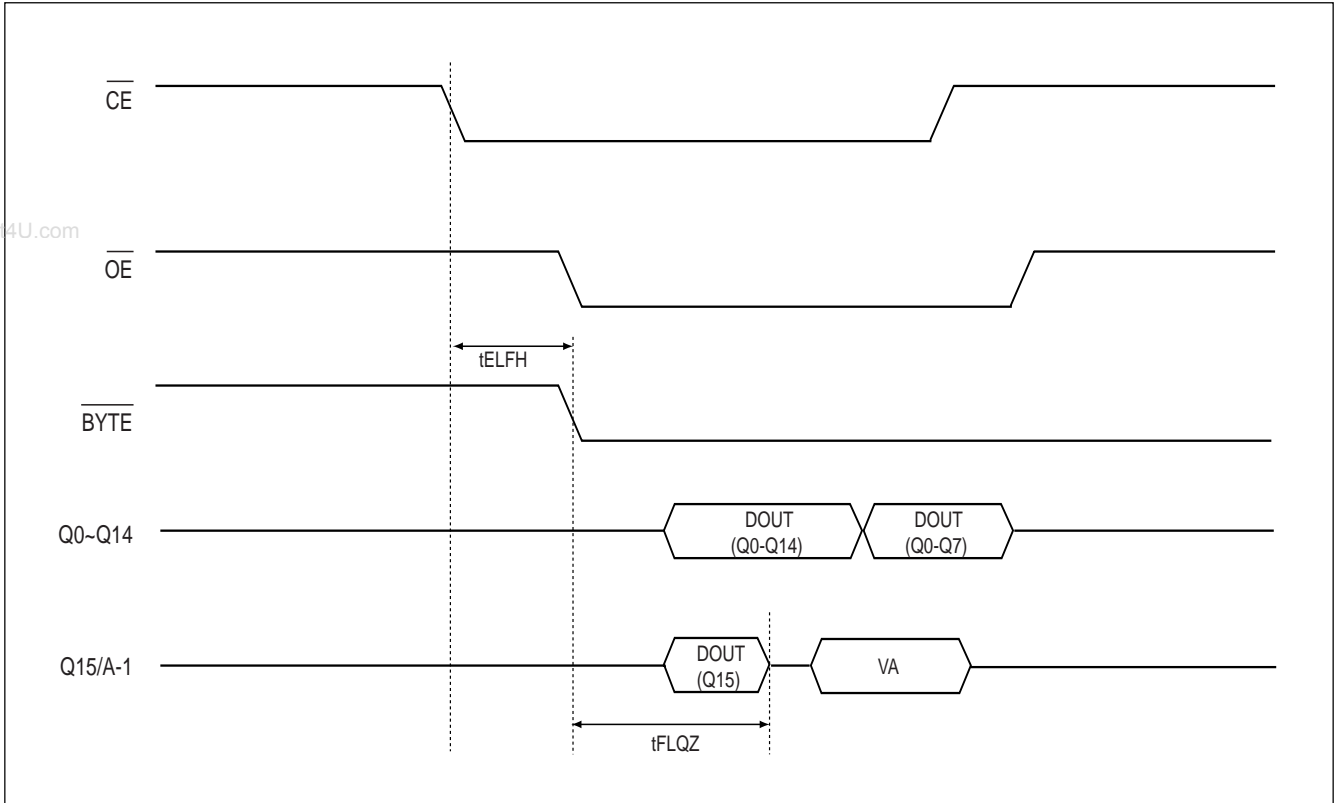 CE
t4U.com
OE
tELFH
BYTE
Q0~Q14
DOUT
(Q0-Q14)
DOUT
(Q0-Q7)
Q15/A-1
DOUT
(Q15)
VA
tFLQZ